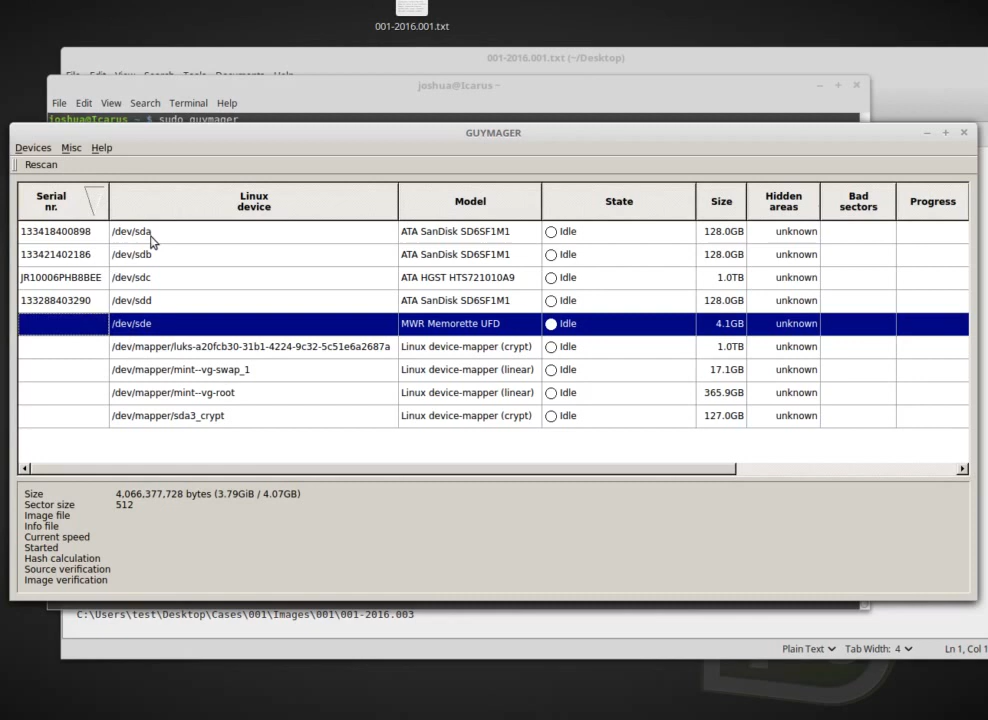 001-2016.001.txt
001-2016.001.txt (~/Desktop)
File Edit View Search Tools Documents Help
joshua@Icarus ~
File Edit View Search Terminal Help
joshua@Icarus ~ $ sudo guymager
GUYMAGER
Devices Misc Help
Rescan
Serial nr. Linux device Model State Size Hidden areas Bad sectors Progress
133418400898 /dev/sda ATA SanDisk SD6SF1M1 Idle 128.0GB unknown
133421402186 /dev/sdb ATA SanDisk SD6SF1M1 Idle 128.0GB unknown
JR10006PHB8BEE /dev/sdc ATA HGST HTS721010A9 Idle 1.0TB unknown
133288403290 /dev/sdd ATA SanDisk SD6SF1M1 Idle 128.0GB unknown
/dev/sde MWR Memorette UFD Idle 4.1GB unknown
/dev/mapper/luks-a20fcb30-31b1-4224-9c32-5c51e6a2687a Linux device-mapper (crypt) Idle 1.0TB unknown
/dev/mapper/mint--vg-swap_1 Linux device-mapper (linear) Idle 17.1GB unknown
/dev/mapper/mint--vg-root Linux device-mapper (linear) Idle 365.9GB unknown
/dev/mapper/sda3_crypt Linux device-mapper (crypt) Idle 127.0GB unknown
Size 4,066,377,728 bytes (3.79GiB / 4.07GB)
Sector size 512
Image file
Info file
Current speed
Started
Hash calculation
Source verification
Image verification
C:\Users\test\Desktop\Cases\001\Images\001\001-2016.003
Plain Text Tab Width: 4 Ln 1, Col 1